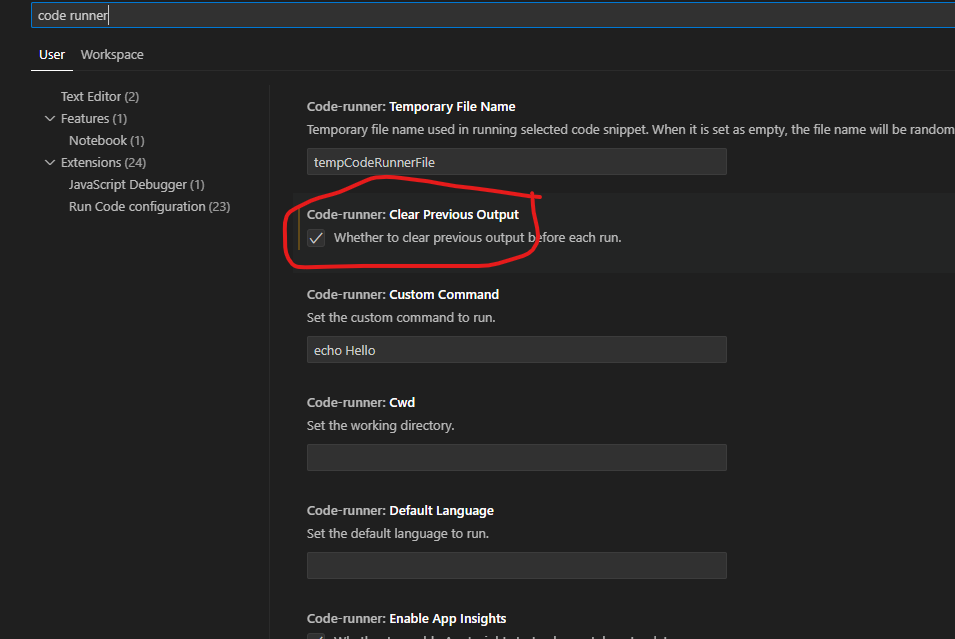 code runner
User Workspace
Text Editor (2)
Features (1)
Notebook (1)
Extensions (24)
JavaScript Debugger (1)
Run Code configuration (23)
Code-runner: Temporary File Name
Temporary file name used in running selected code snippet. When it is set as empty, the file name will be random
tempCodeRunnerFile
Code-runner: Clear Previous Output
Whether to clear previous output before each run.
Code-runner: Custom Command
Set the custom command to run.
echo Hello
Code-runner: Cwd
Set the working directory.
Code-runner: Default Language
Set the default language to run.
Code-runner: Enable App Insights